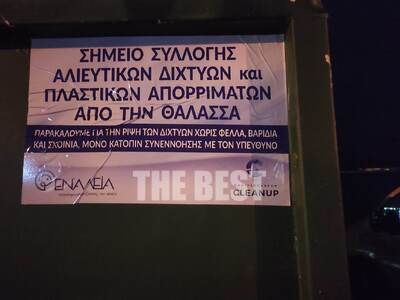 ΣΗΜΕΙΟ ΣΥΛΛΟΓΗΣ
ΑΛΙΕΥΤΙΚΩΝ ΔΙΧΤΥΩΝ και
ΠΛΑΣΤΙΚΩΝ ΑΠΟΡΡΙΜΑΤΩΝ
ΑΠΟ ΤΗΝ ΘΑΛΑΣΣΑ
ΠΑΡΑΚΑΛΟΥΜΕ ΓΙΑ ΤΗΝ ΡΙΨΗ ΤΩΝ ΔΙΧΤΥΩΝ ΧΩΡΙΣ ΦΕΛΛΑ, ΒΑΡΙΔΙΑ
ΚΑΙ ΣΧΟΙΝΙΑ, ΜΟΝΟ ΚΑΤΟΠΙΝ ΣΥΝΕΝΝΟΗΣΗΣ ΜΕ ΤΟΝ ΥΠΕΥΘΥΝΟ
ΕΝΑΛΕΙΑ
THE BEST
CLEANUP